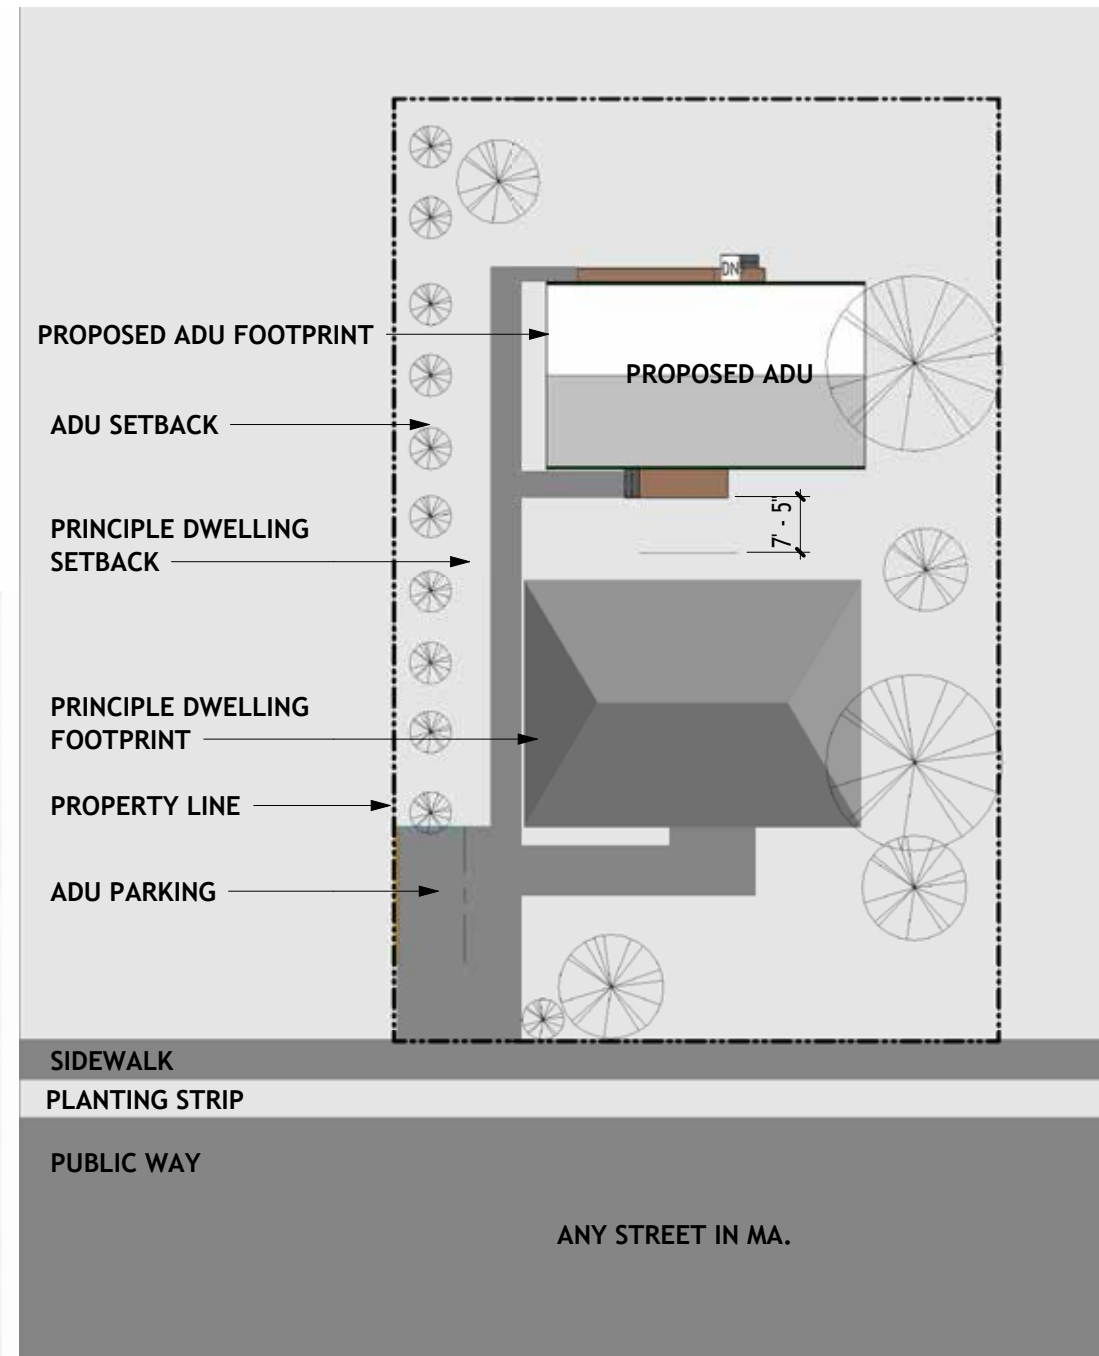 DN
PROPOSED ADU FOOTPRINT
PROPOSED ADU
ADU SETBACK
7' - 5"
PRINCIPLE DWELLING
SETBACK
PRINCIPLE DWELLING
FOOTPRINT
PROPERTY LINE
ADU PARKING
SIDEWALK
PLANTING STRIP
PUBLIC WAY
ANY STREET IN MA.